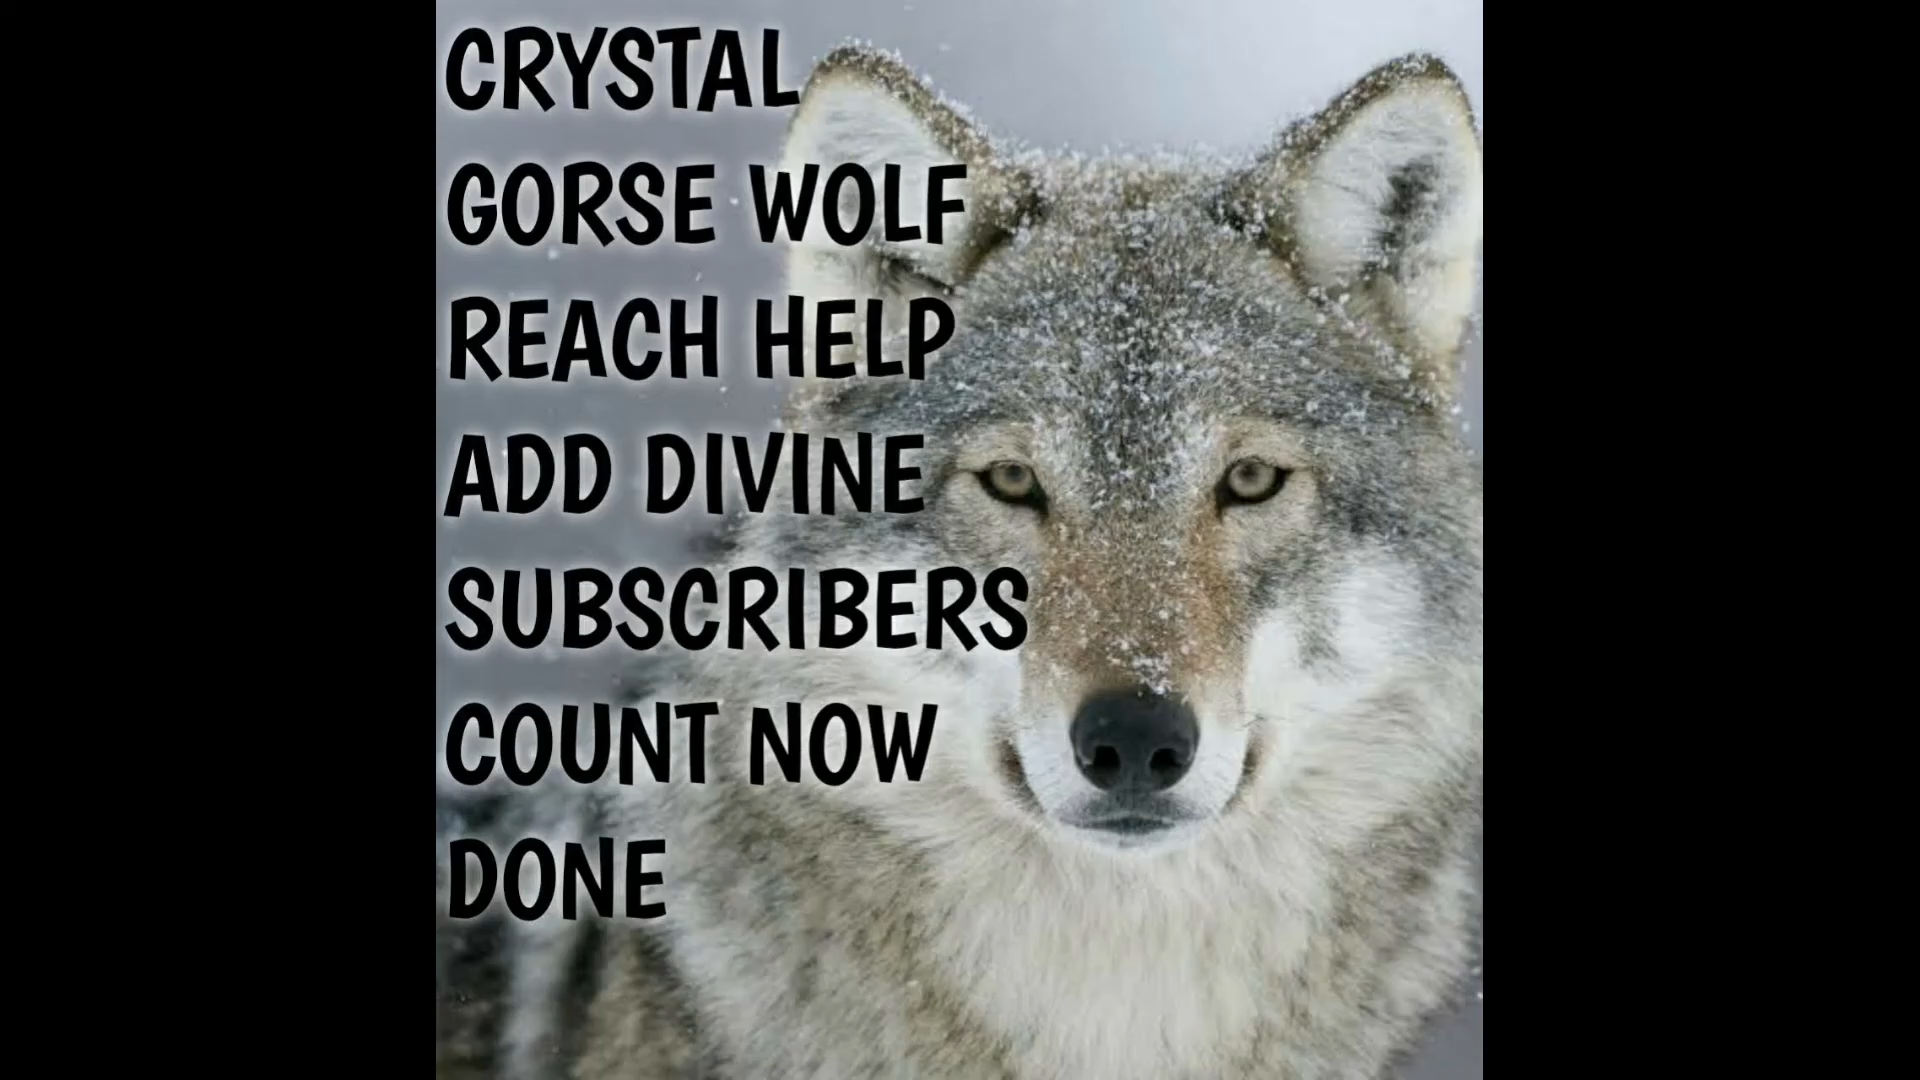 CRYSTAL
GORSE WOLF
REACH HELP
ADD DIVINE
SUBSCRIBERS
COUNT NOW
DONE